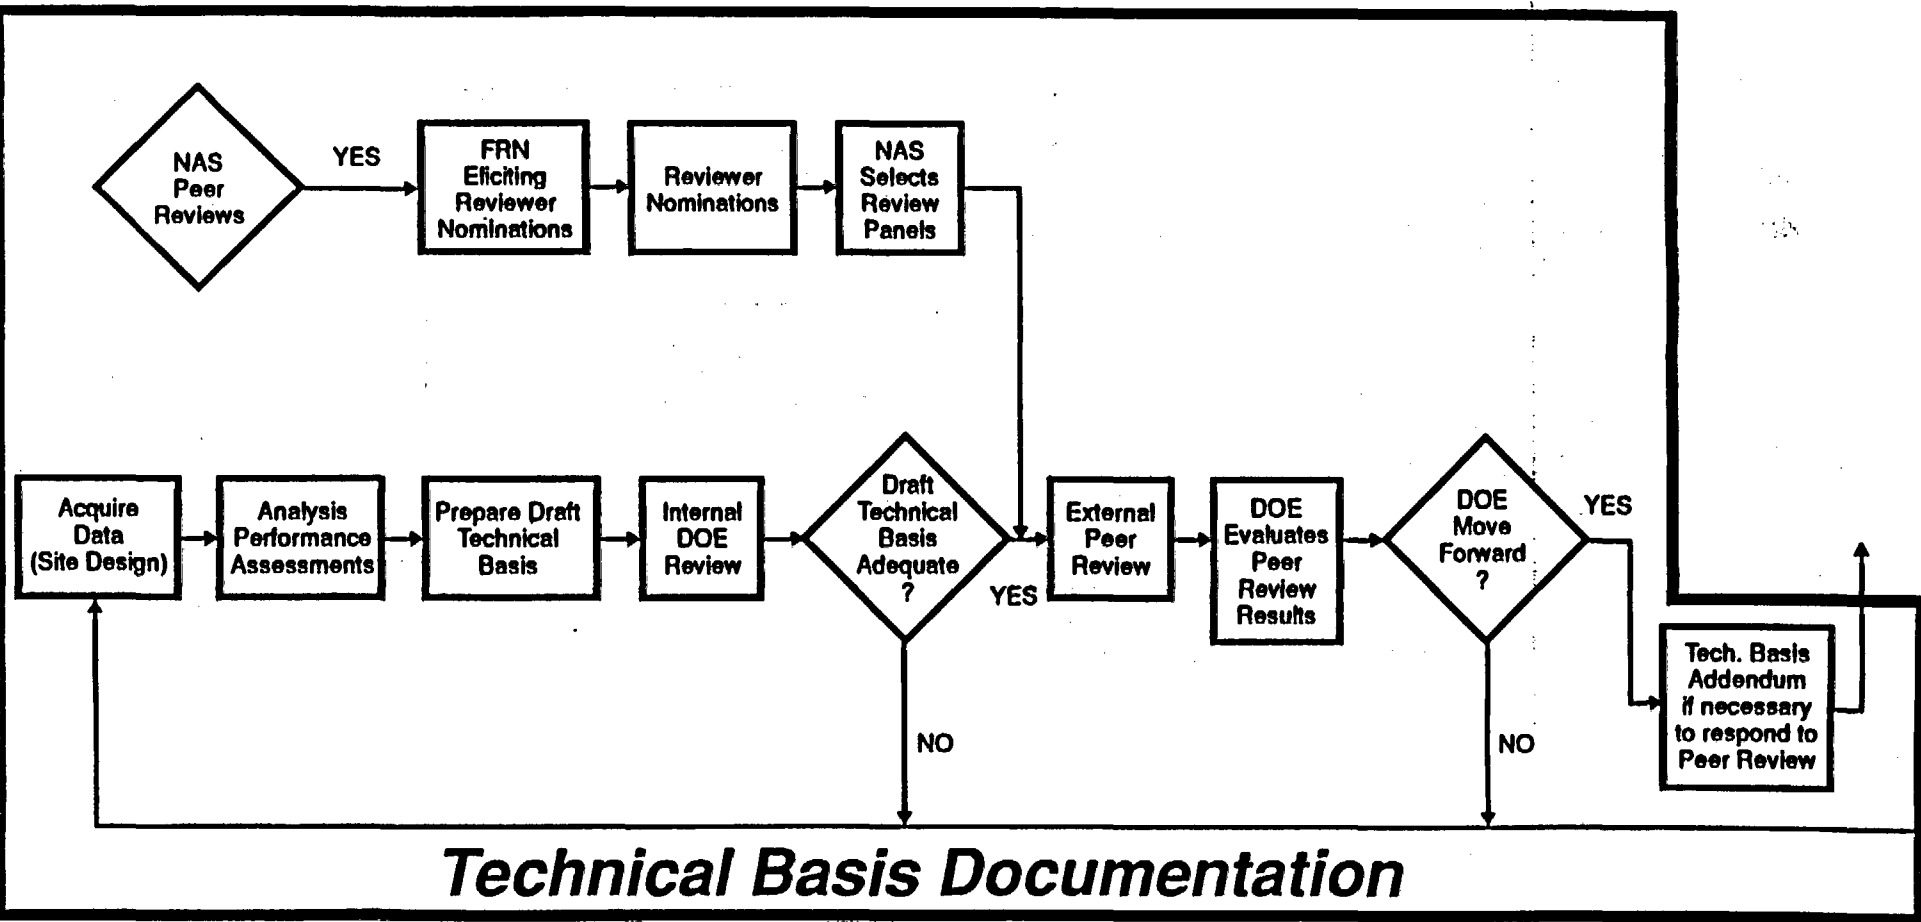 NAS
Peer
Reviews
YES
FRN
Eliciting
Reviewer
Nominations
Reviewer
Nominations
NAS
Selects
Review
Panels
Acquire
Data
(Site Design)
Analysis
Performance
Assessments
Prepare Draft
Technical
Basis
Internal
DOE
Review
Draft
Technical
Basis
Adequate
?
YES
NO
External
Peer
Review
DOE
Evaluates
Peer
Review
Results
DOE
Move
Forward
?
YES
NO
Tech. Basis
Addendum
if necessary
to respond to
Peer Review
Technical Basis Documentation